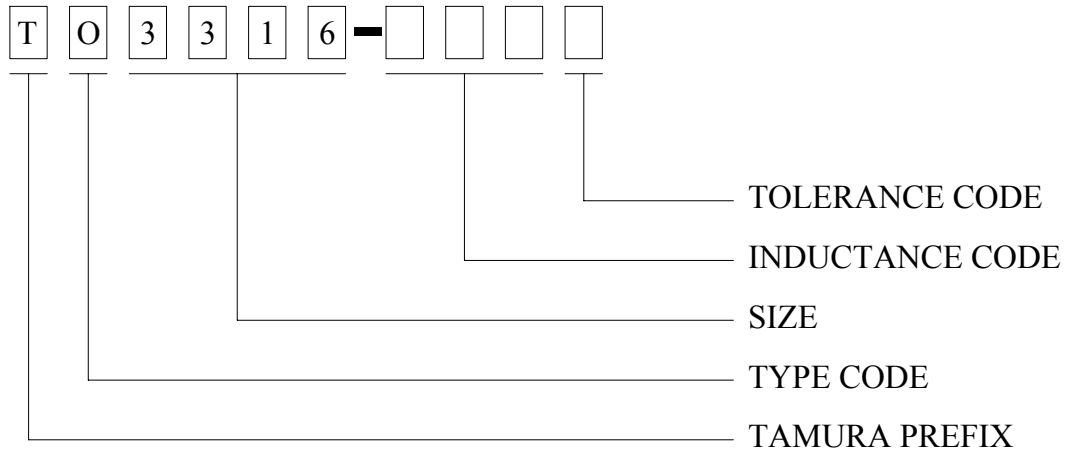 T O 3 3 1 6 -
TOLERANCE CODE
INDUCTANCE CODE
SIZE
TYPE CODE
TAMURA PREFIX